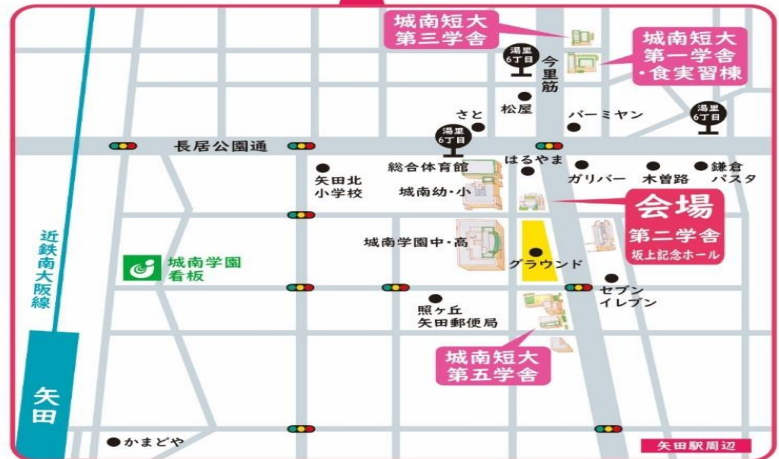 城南短大
第三学舎
湯里
6丁目
今里筋
城南短大
第一学舎
・食実習棟
松屋
さと
バーミヤン
湯里
6丁目
湯里
6丁目
長居公園通
矢田北
小学校
総合体育館
はるやま
城南幼・小
ガリバー
木曽路
鎌倉
パスタ
会場
第二学舎
坂上記念ホール
近鉄南大阪線
城南学園
看板
城南学園中・高
グラウンド
セブン
イレブン
照ヶ丘
矢田郵便局
城南短大
第五学舎
矢田
かまどや
矢田駅周辺